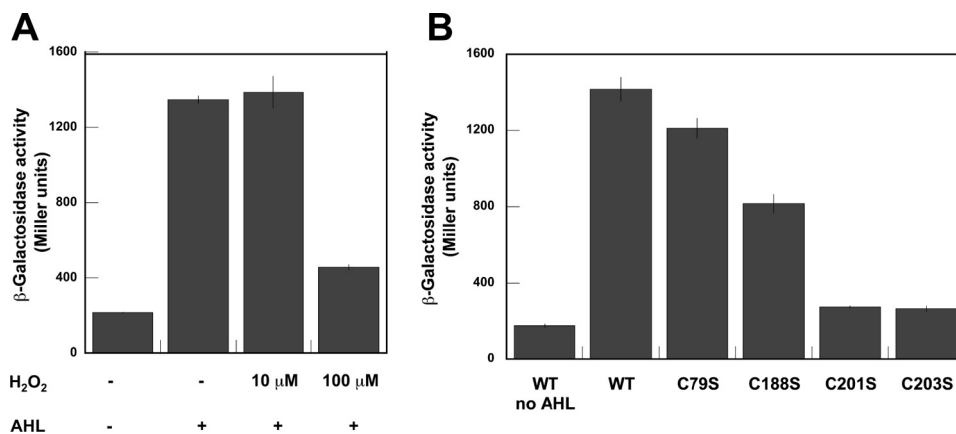 A
β-Galactosidase activity
(Miller units)
1600
1200
800
400
0
H₂O₂ - - 10 μM 100 μM
AHL - + + +
B
β-Galactosidase activity
(Miller units)
1600
1200
800
400
0
WT WT C79S C188S C201S C203S
no AHL